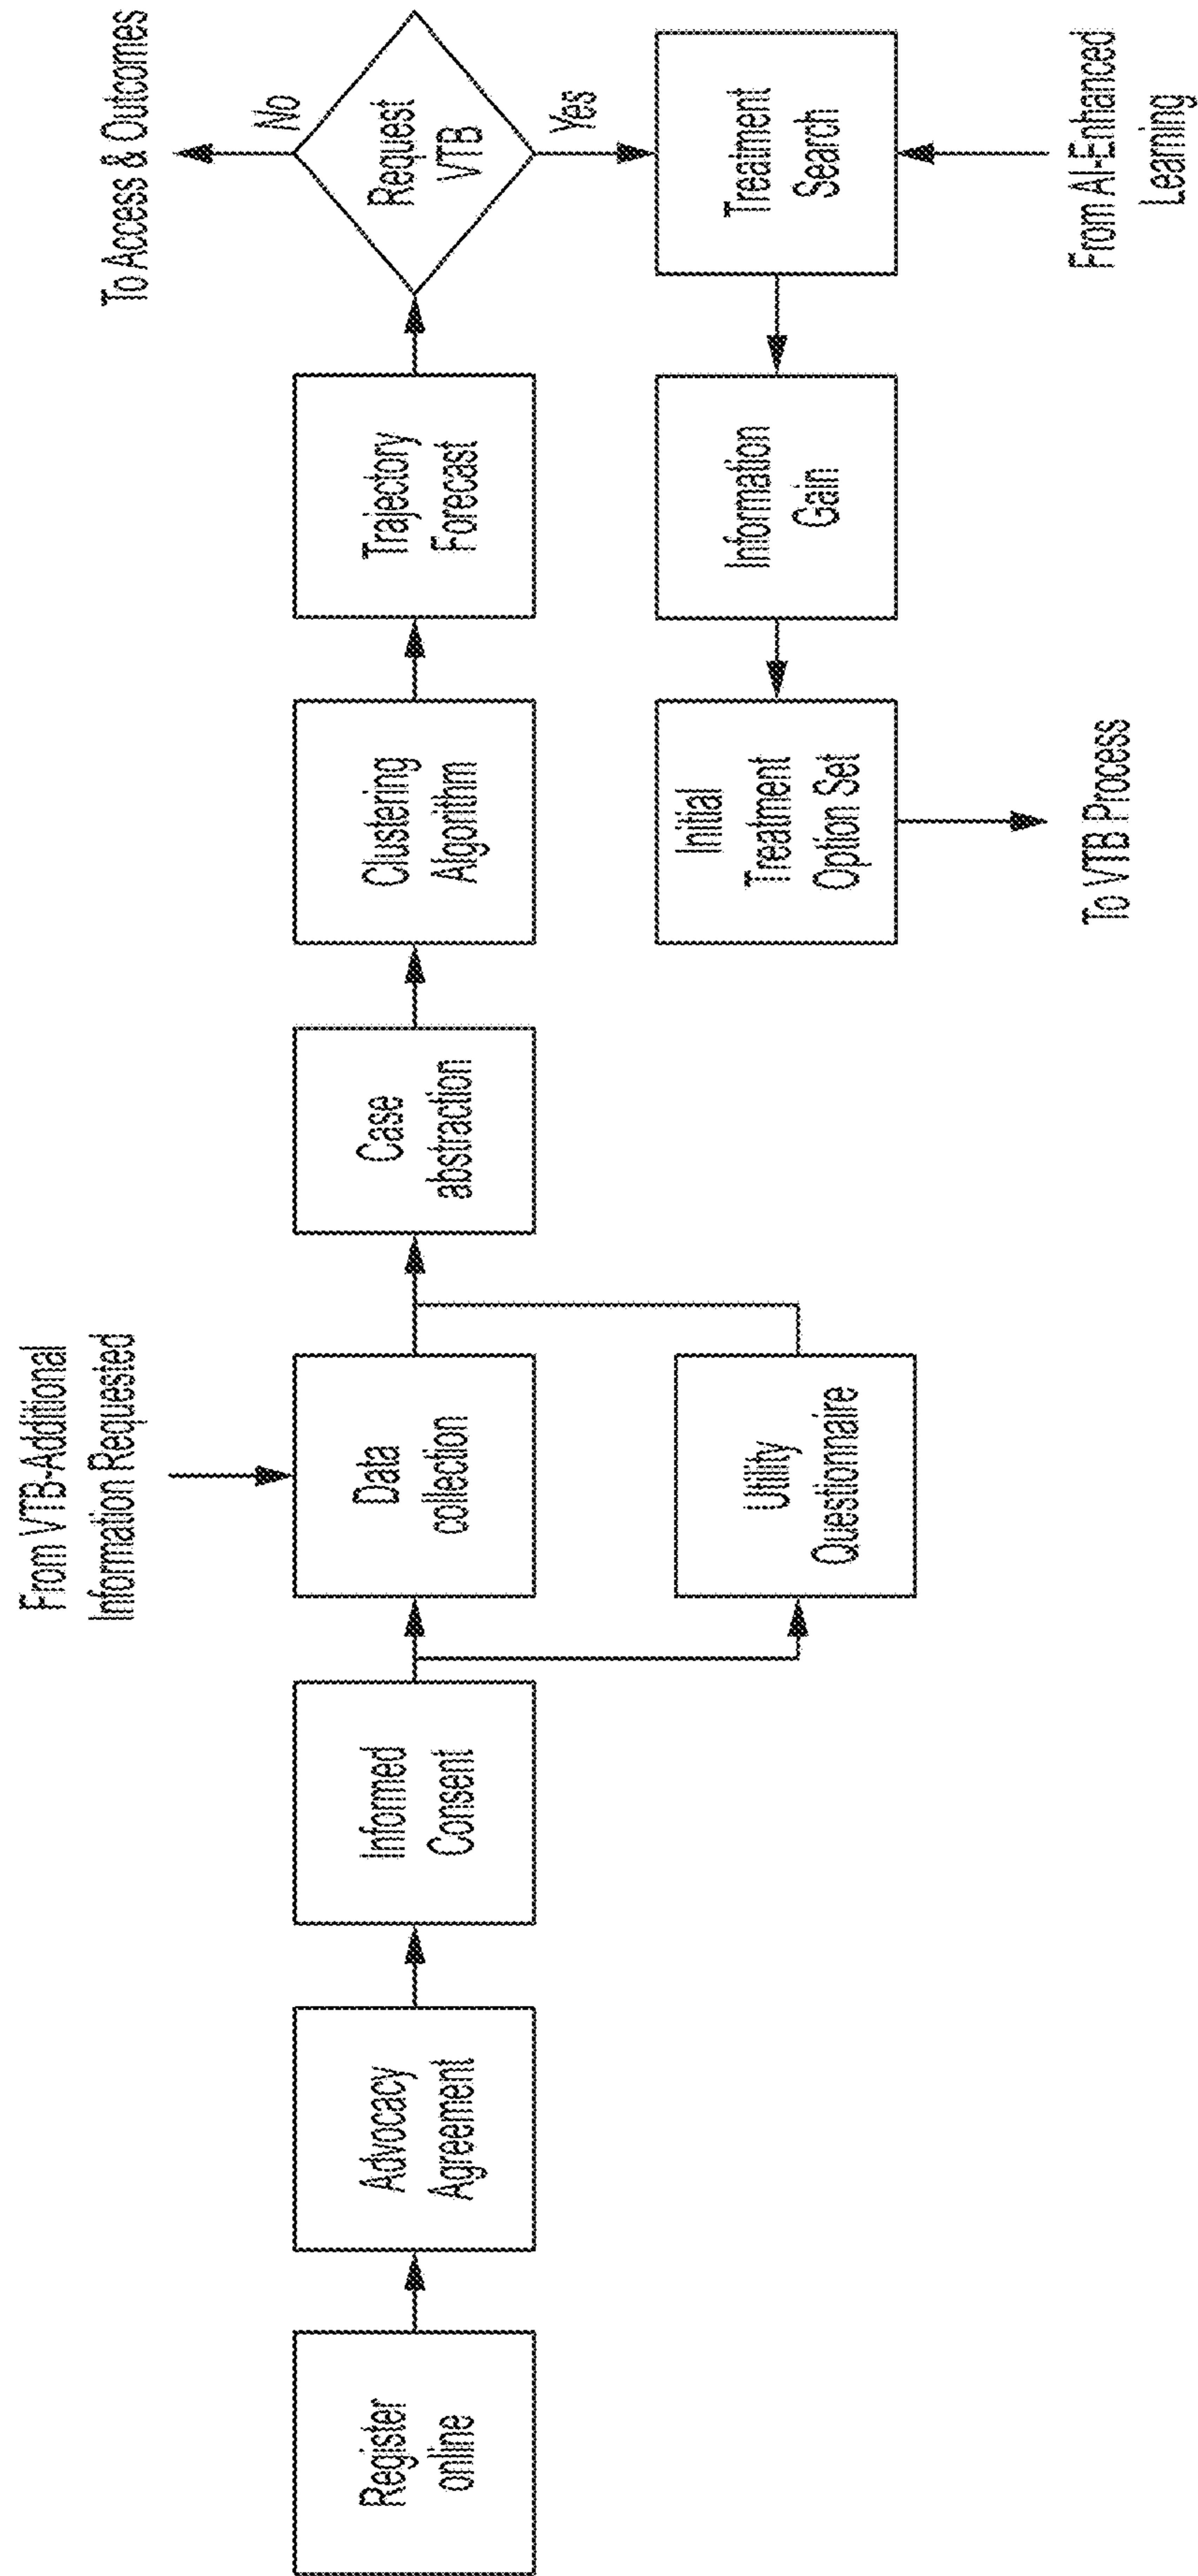 Register
online
Advocacy
Agreement
Informed
Consent
From VTB-Additional
Information Requested
Data
collection
Utility
Questionnaire
Case
abstraction
Clustering
Algorithm
Trajectory
Forecast
Request
VTB
No
To Access & Outcomes
Yes
Treatment
Search
From AI-Enhanced
Learning
Information
Gain
Initial
Treatment
Option Set
To VTB Process